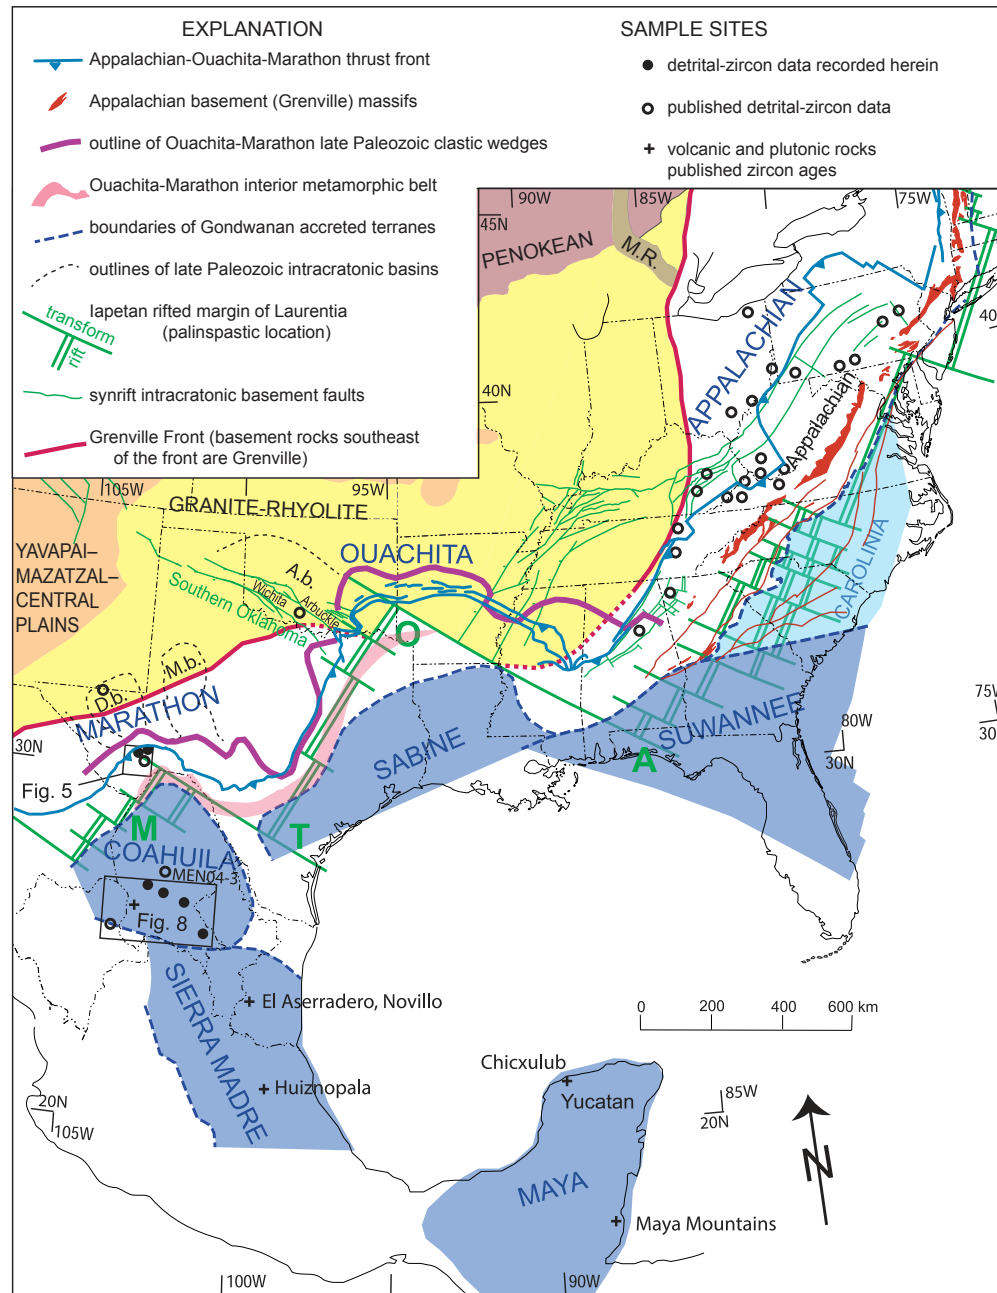 EXPLANATION
Appalachian-Ouachita-Marathon thrust front
Appalachian basement (Grenville) massifs
outline of Ouachita-Marathon late Paleozoic clastic wedges
Ouachita-Marathon interior metamorphic belt
boundaries of Gondwanan accreted terranes
outlines of late Paleozoic intracratonic basins
Iapetan rifted margin of Laurentia
(palinspastic location)
transform
rift
synrift intracratonic basement faults
Grenville Front (basement rocks southeast
of the front are Grenville)
SAMPLE SITES
detrital-zircon data recorded herein
published detrital-zircon data
volcanic and plutonic rocks
published zircon ages
90W
85W
75W
45N
PENOKEAN
M.R.
40
APPALACHIAN
40N
Appalachian
105W
95W
GRANITE-RHYOLITE
YAVAPAI–
MAZATZAL–
CENTRAL
PLAINS
OUACHITA
A.b.
Wichita
Arbuckle
Southern Oklahoma
CAROLINIA
O
M.b.
D.b.
MARATHON
30N
SABINE
SUWANNEE
75W
30
80W
30N
A
Fig. 5
M
T
COAHUILA
MEN04-3
Fig. 8
SIERRA MADRE
El Aserradero, Novillo
0
200
400
600 km
Chicxulub
Yucatan
Huiznopala
85W
20N
20N
105W
N
MAYA
Maya Mountains
100W
90W